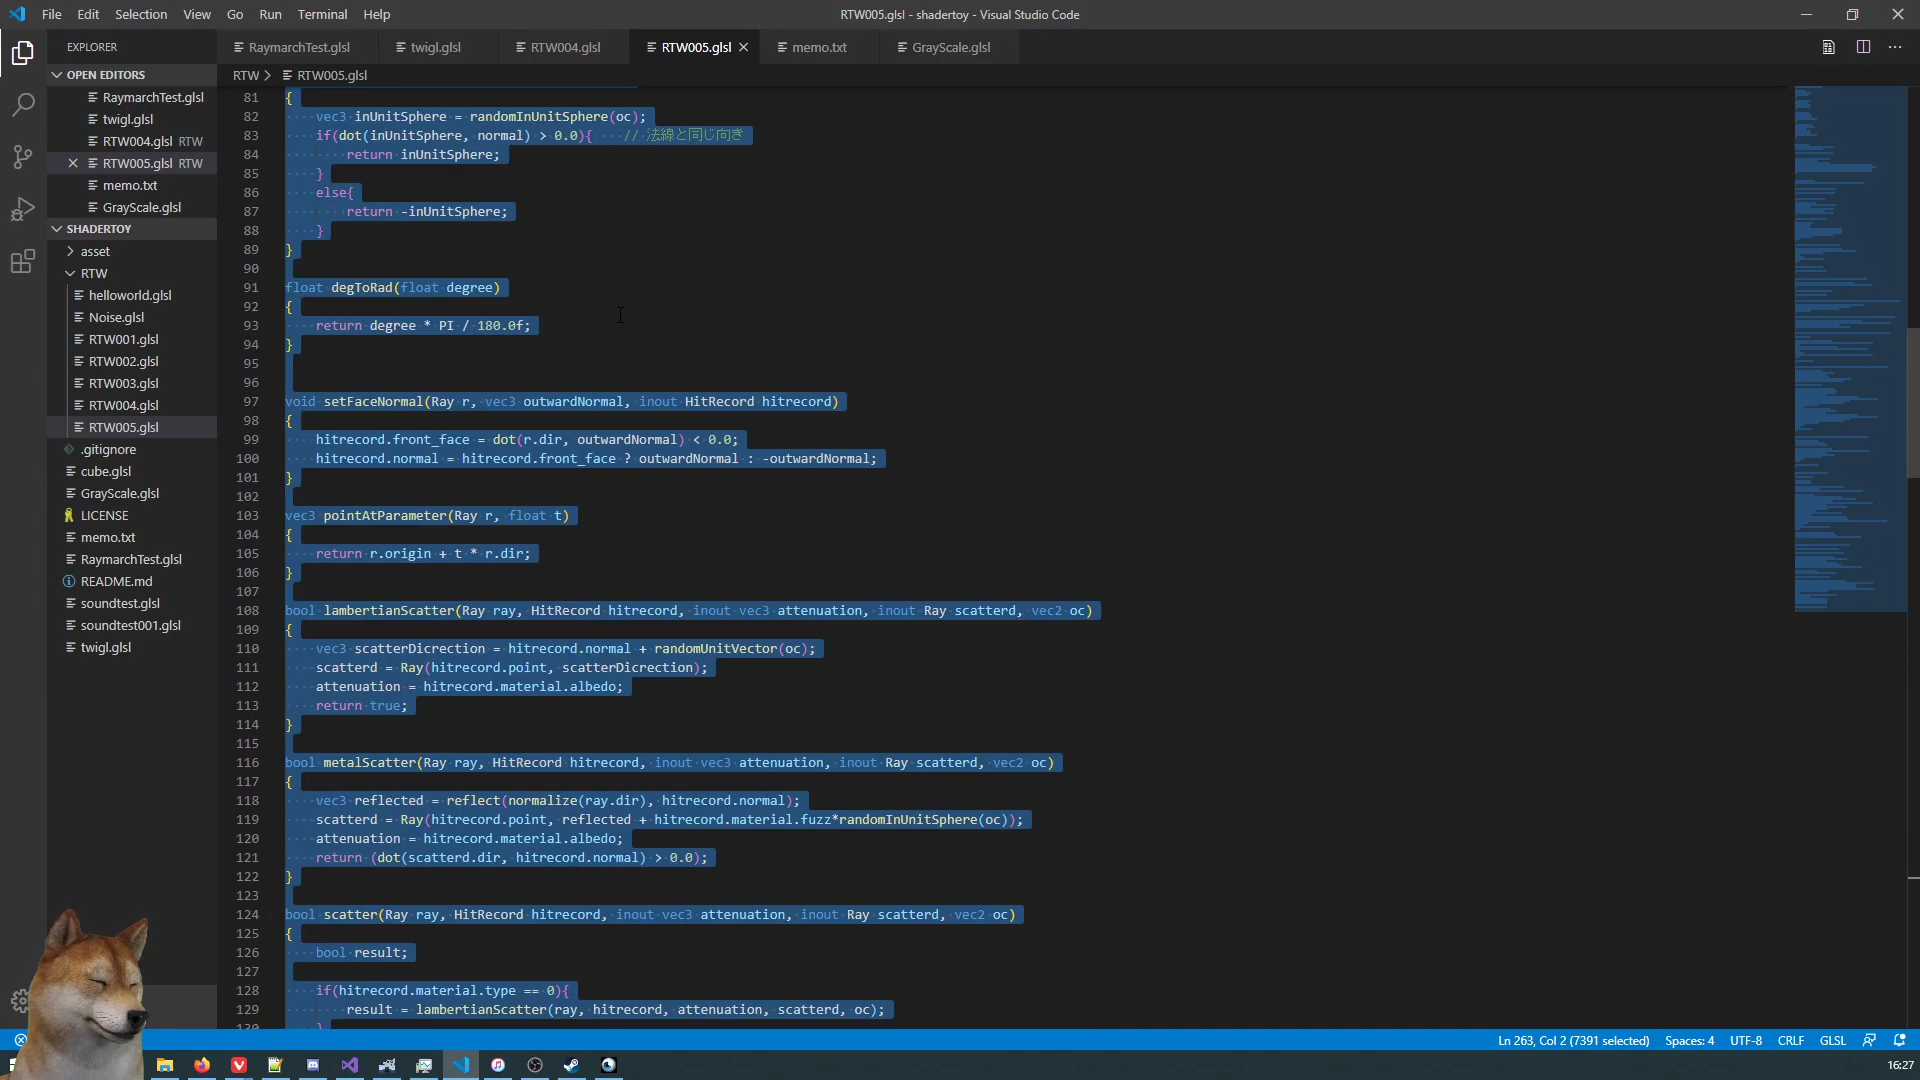 File Edit Selection View Go Run Terminal Help
RTW005.glsl - shadertoy - Visual Studio Code
EXPLORER
RaymarchTest.glsl twigl.glsl RTW004.glsl RTW005.glsl memo.txt GrayScale.glsl
RTW > RTW005.glsl
OPEN EDITORS
RaymarchTest.glsl
twigl.glsl
RTW004.glsl RTW
RTW005.glsl RTW
memo.txt
GrayScale.glsl
SHADERTOY
asset
RTW
helloworld.glsl
Noise.glsl
RTW001.glsl
RTW002.glsl
RTW003.glsl
RTW004.glsl
RTW005.glsl
.gitignore
cube.glsl
GrayScale.glsl
LICENSE
memo.txt
RaymarchTest.glsl
README.md
soundtest.glsl
soundtest001.glsl
twigl.glsl
81 {
82 vec3 inUnitSphere = randomInUnitSphere(oc);
83 if(dot(inUnitSphere, normal) > 0.0){ // 法線と同じ向き
84 return inUnitSphere;
85 }
86 else{
87 return -inUnitSphere;
88 }
89 }
90
91 float degToRad(float degree)
92 {
93 return degree * PI / 180.0f;
94 }
95
96
97 void setFaceNormal(Ray r, vec3 outwardNormal, inout HitRecord hitrecord)
98 {
99 hitrecord.front_face = dot(r.dir, outwardNormal) < 0.0;
100 hitrecord.normal = hitrecord.front_face ? outwardNormal : -outwardNormal;
101 }
102
103 vec3 pointAtParameter(Ray r, float t)
104 {
105 return r.origin + t * r.dir;
106 }
107
108 bool lambertianScatter(Ray ray, HitRecord hitrecord, inout vec3 attenuation, inout Ray scatterd, vec2 oc)
109 {
110 vec3 scatterDicrection = hitrecord.normal + randomUnitVector(oc);
111 scatterd = Ray(hitrecord.point, scatterDicrection);
112 attenuation = hitrecord.material.albedo;
113 return true;
114 }
115
116 bool metalScatter(Ray ray, HitRecord hitrecord, inout vec3 attenuation, inout Ray scatterd, vec2 oc)
117 {
118 vec3 reflected = reflect(normalize(ray.dir), hitrecord.normal);
119 scatterd = Ray(hitrecord.point, reflected + hitrecord.material.fuzz*randomInUnitSphere(oc));
120 attenuation = hitrecord.material.albedo;
121 return (dot(scatterd.dir, hitrecord.normal) > 0.0);
122 }
123
124 bool scatter(Ray ray, HitRecord hitrecord, inout vec3 attenuation, inout Ray scatterd, vec2 oc)
125 {
126 bool result;
127
128 if(hitrecord.material.type == 0){
129 result = lambertianScatter(ray, hitrecord, attenuation, scatterd, oc);
130 }
Ln 263, Col 2 (7391 selected) Spaces: 4 UTF-8 CRLF GLSL
16:27